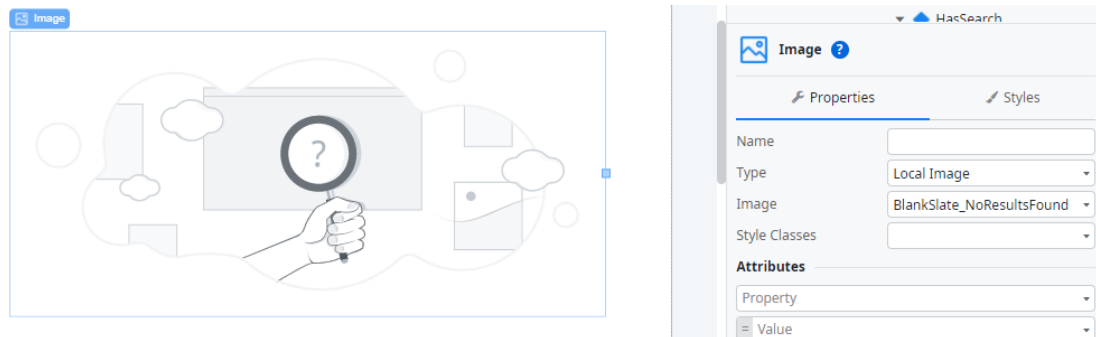 Image
HasSearch
Image ?
Properties Styles
Name
Type Local Image
Image BlankSlate_NoResultsFound
Style Classes
Attributes
Property
= Value
?